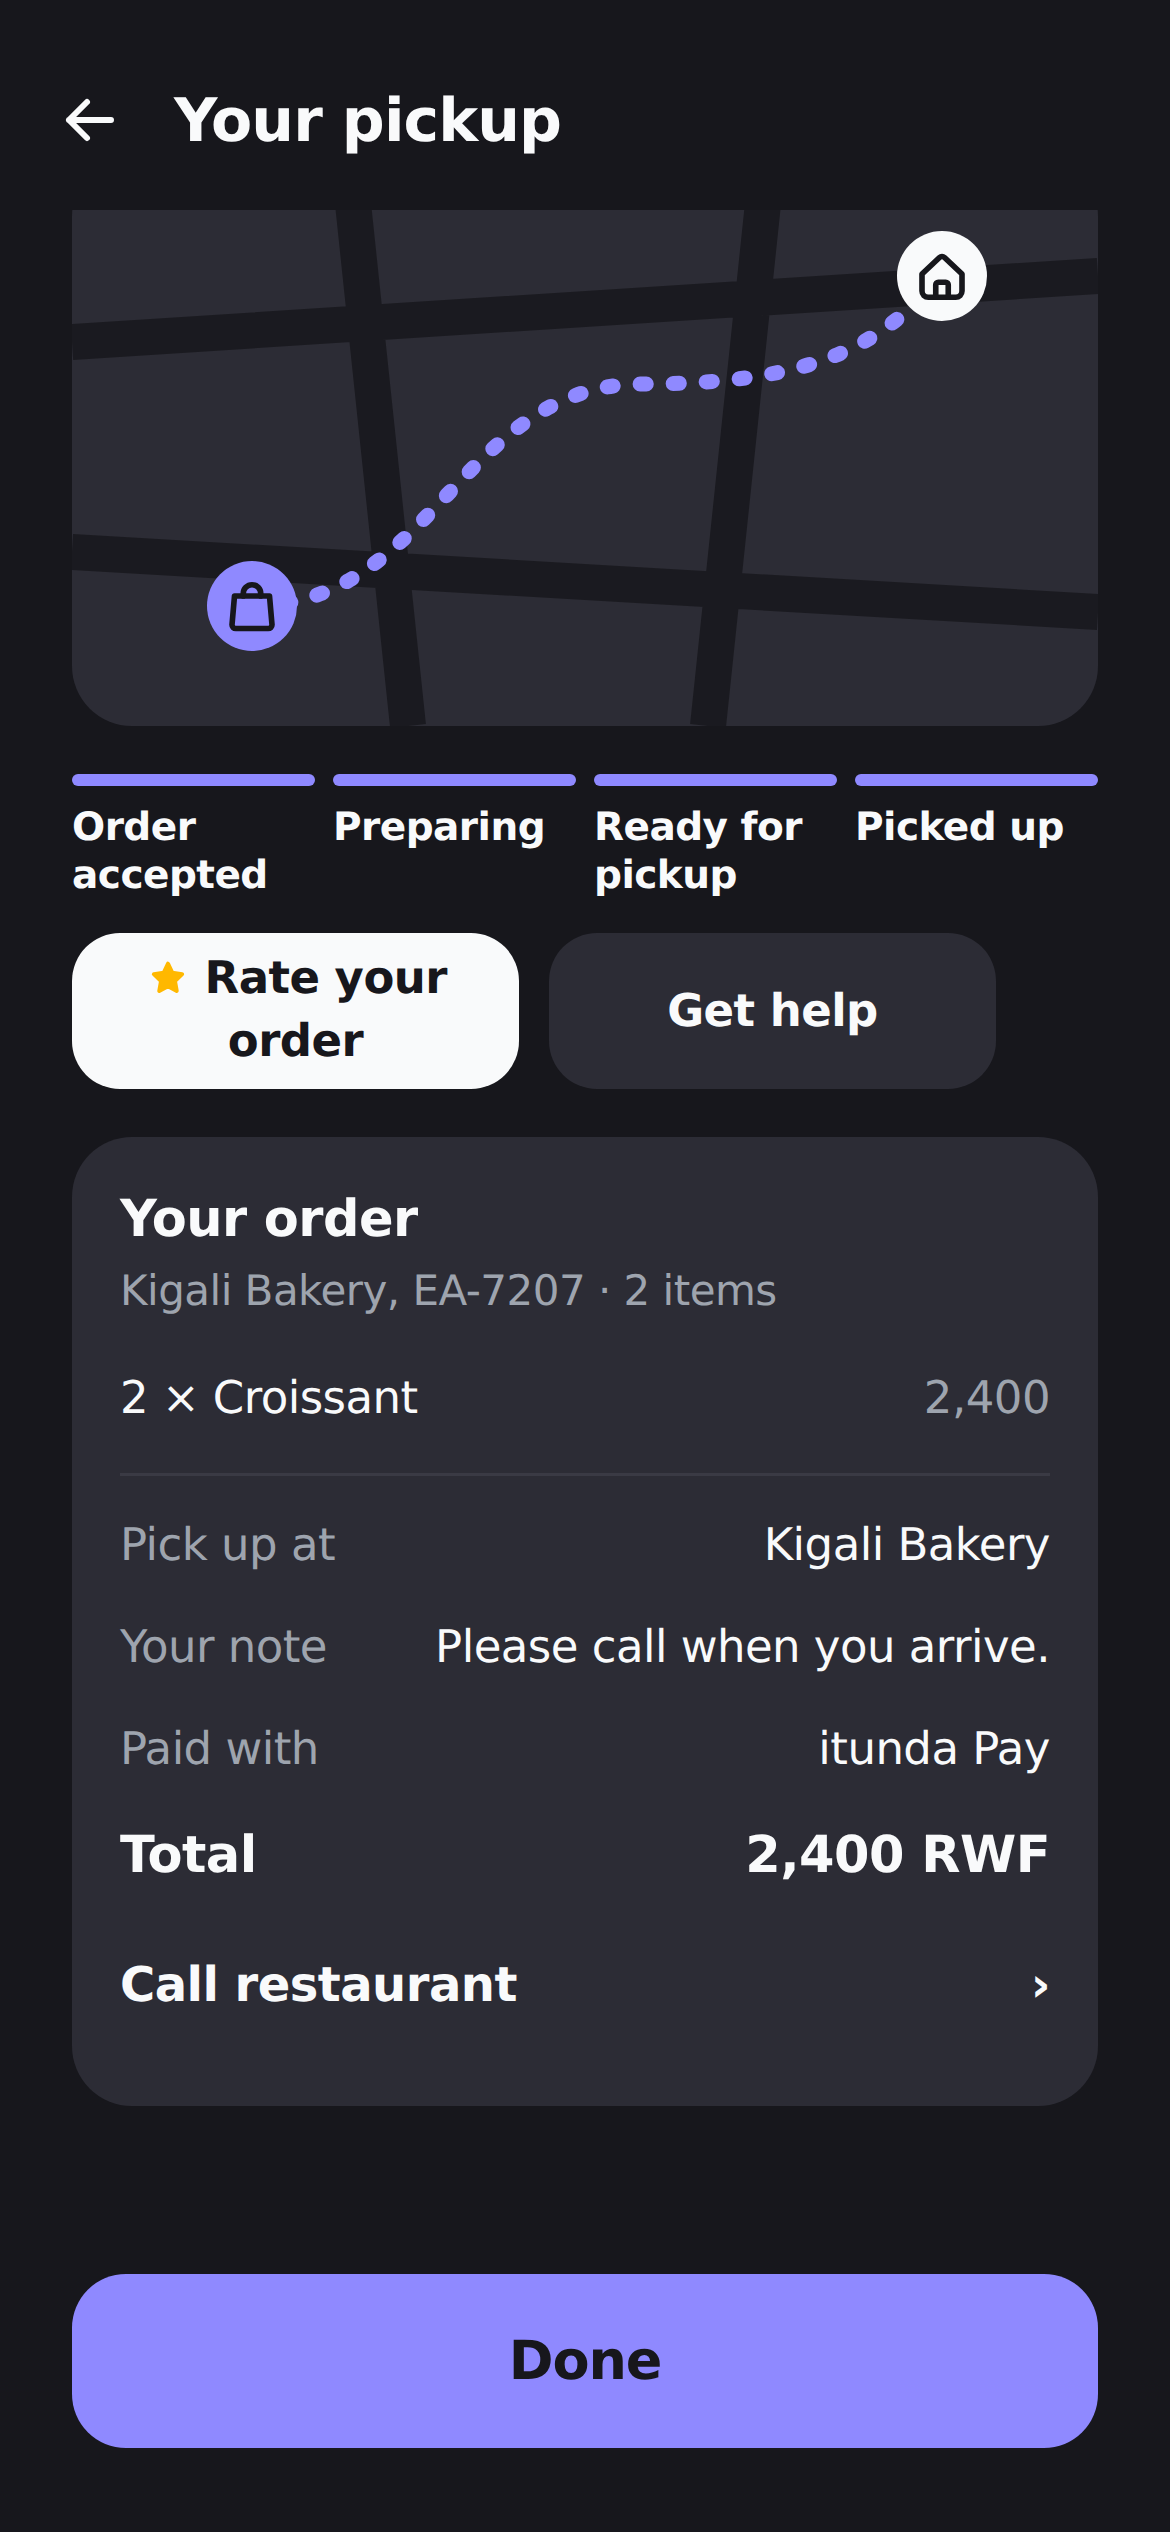 Your pickup
Order
accepted
Preparing
Ready for
pickup
Picked up
Rate your
order
Get help
Your order
Kigali Bakery, EA-7207 · 2 items
2 × Croissant 2,400
Pick up at Kigali Bakery
Your note Please call when you arrive.
Paid with itunda Pay
Total 2,400 RWF
Call restaurant ›
Done